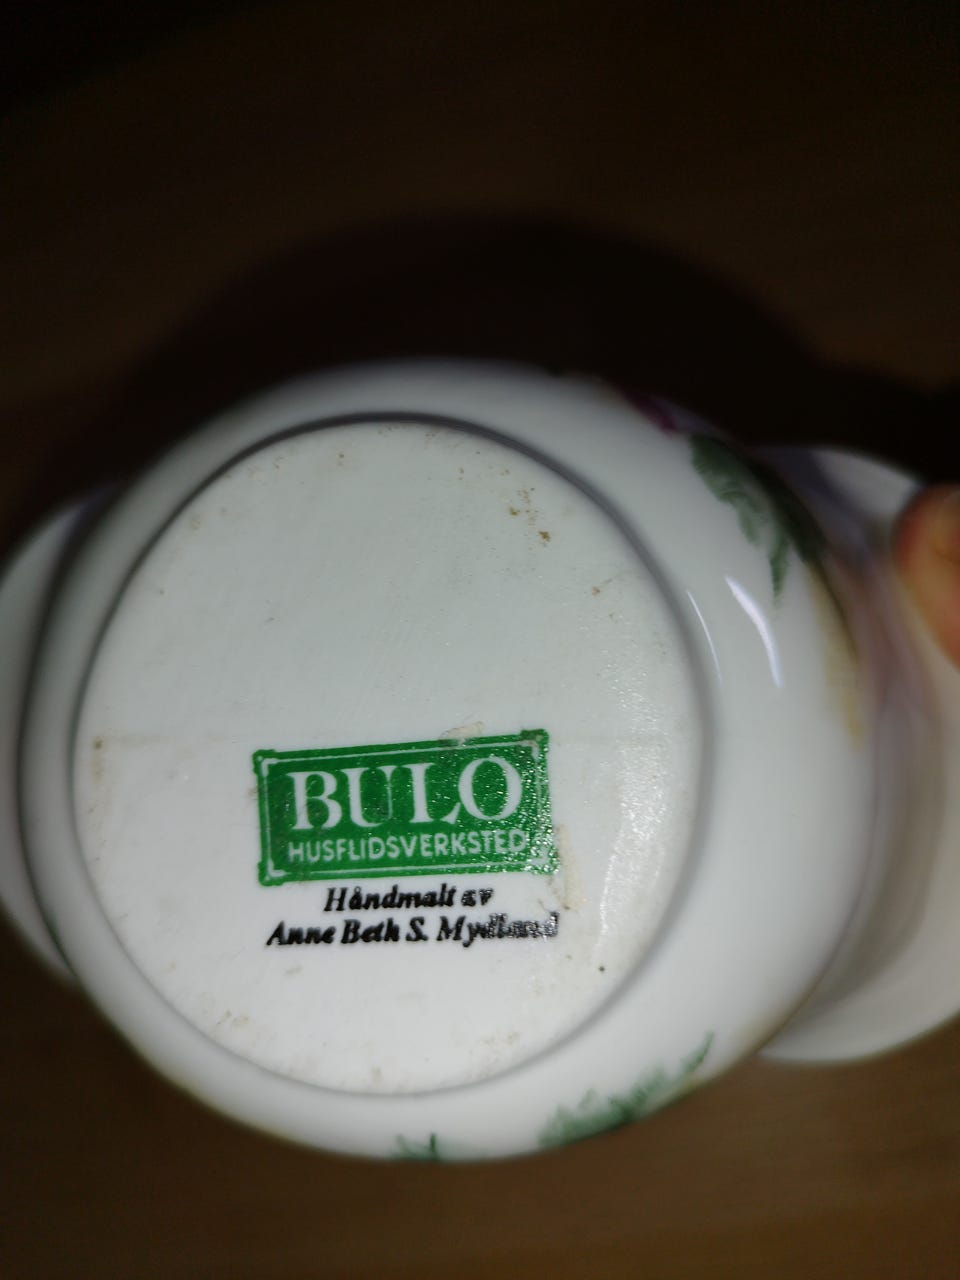 BULO
HUSFLIDSVERKSTED
Håndmalt av
Anne Beth S. Mydland